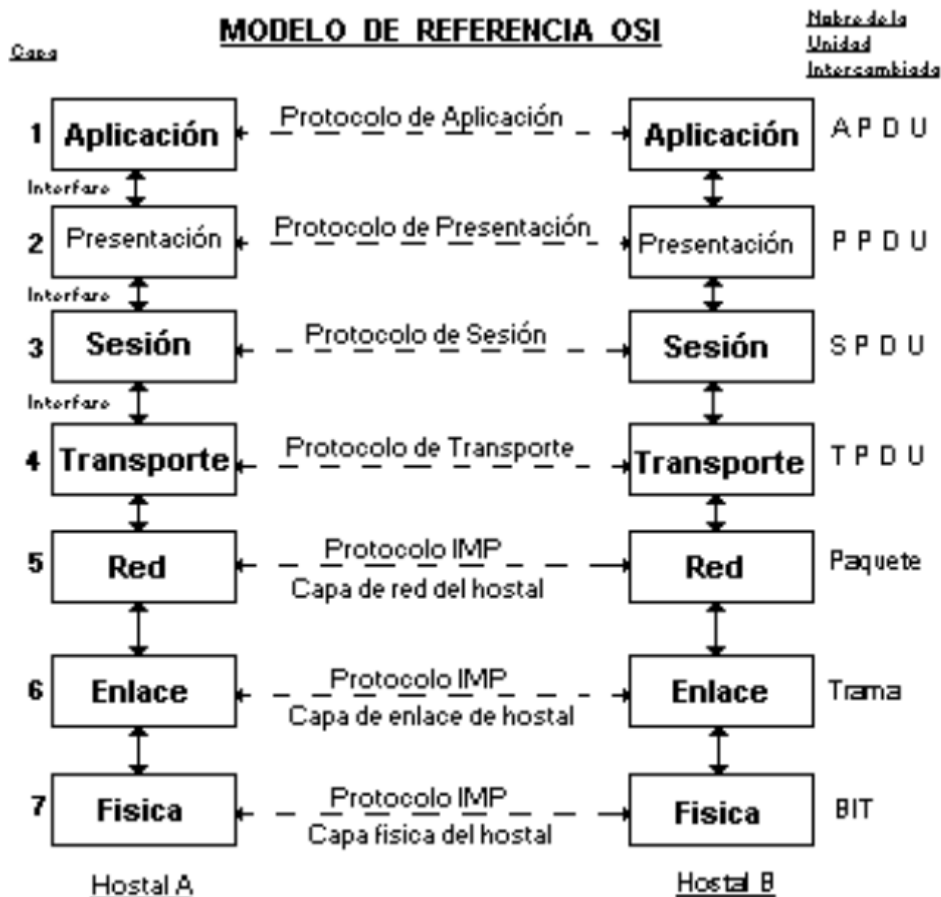 MODELO DE REFERENCIA OSI
Capa
Nobre de la
Unidad
Intercambiada
1 Aplicación Protocolo de Aplicación Aplicación A P D U
Interfase
2 Presentación Protocolo de Presentación Presentación P P D U
Interfase
3 Sesión Protocolo de Sesión Sesión S P D U
Interfase
4 Transporte Protocolo de Transporte Transporte T P D U
5 Red Protocolo IMP Red Paquete
Capa de red del hostal
6 Enlace Protocolo IMP Enlace Trama
Capa de enlace de hostal
7 Fisica Protocolo IMP Fisica BIT
Capa fisica del hostal
Hostal A Hostal B